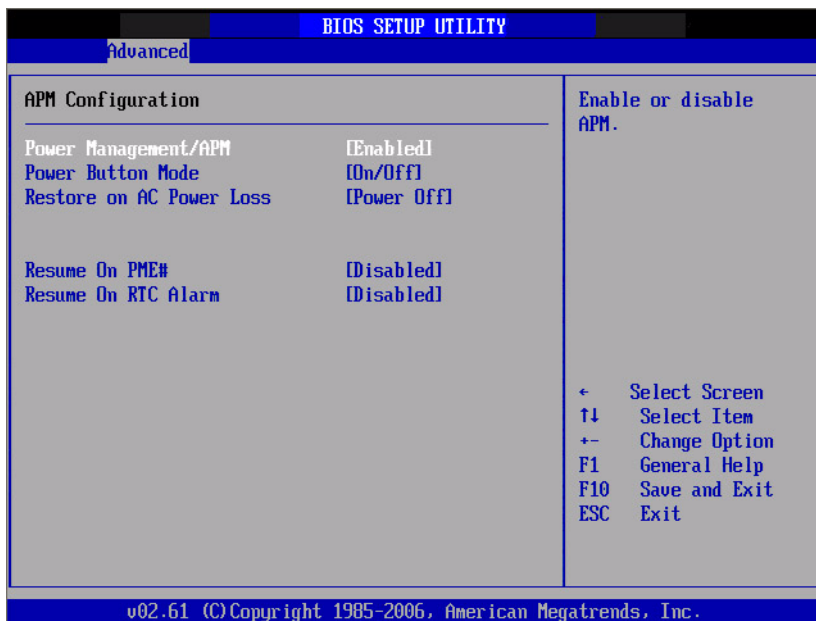 BIOS SETUP UTILITY
Advanced
APM Configuration
Power Management/APM [Enabled]
Power Button Mode [On/Off]
Restore on AC Power Loss [Power Off]
Resume On PME# [Disabled]
Resume On RTC Alarm [Disabled]
Enable or disable
APM.
← Select Screen
↑↓ Select Item
+- Change Option
F1 General Help
F10 Save and Exit
ESC Exit
v02.61 (C)Copyright 1985-2006, American Megatrends, Inc.